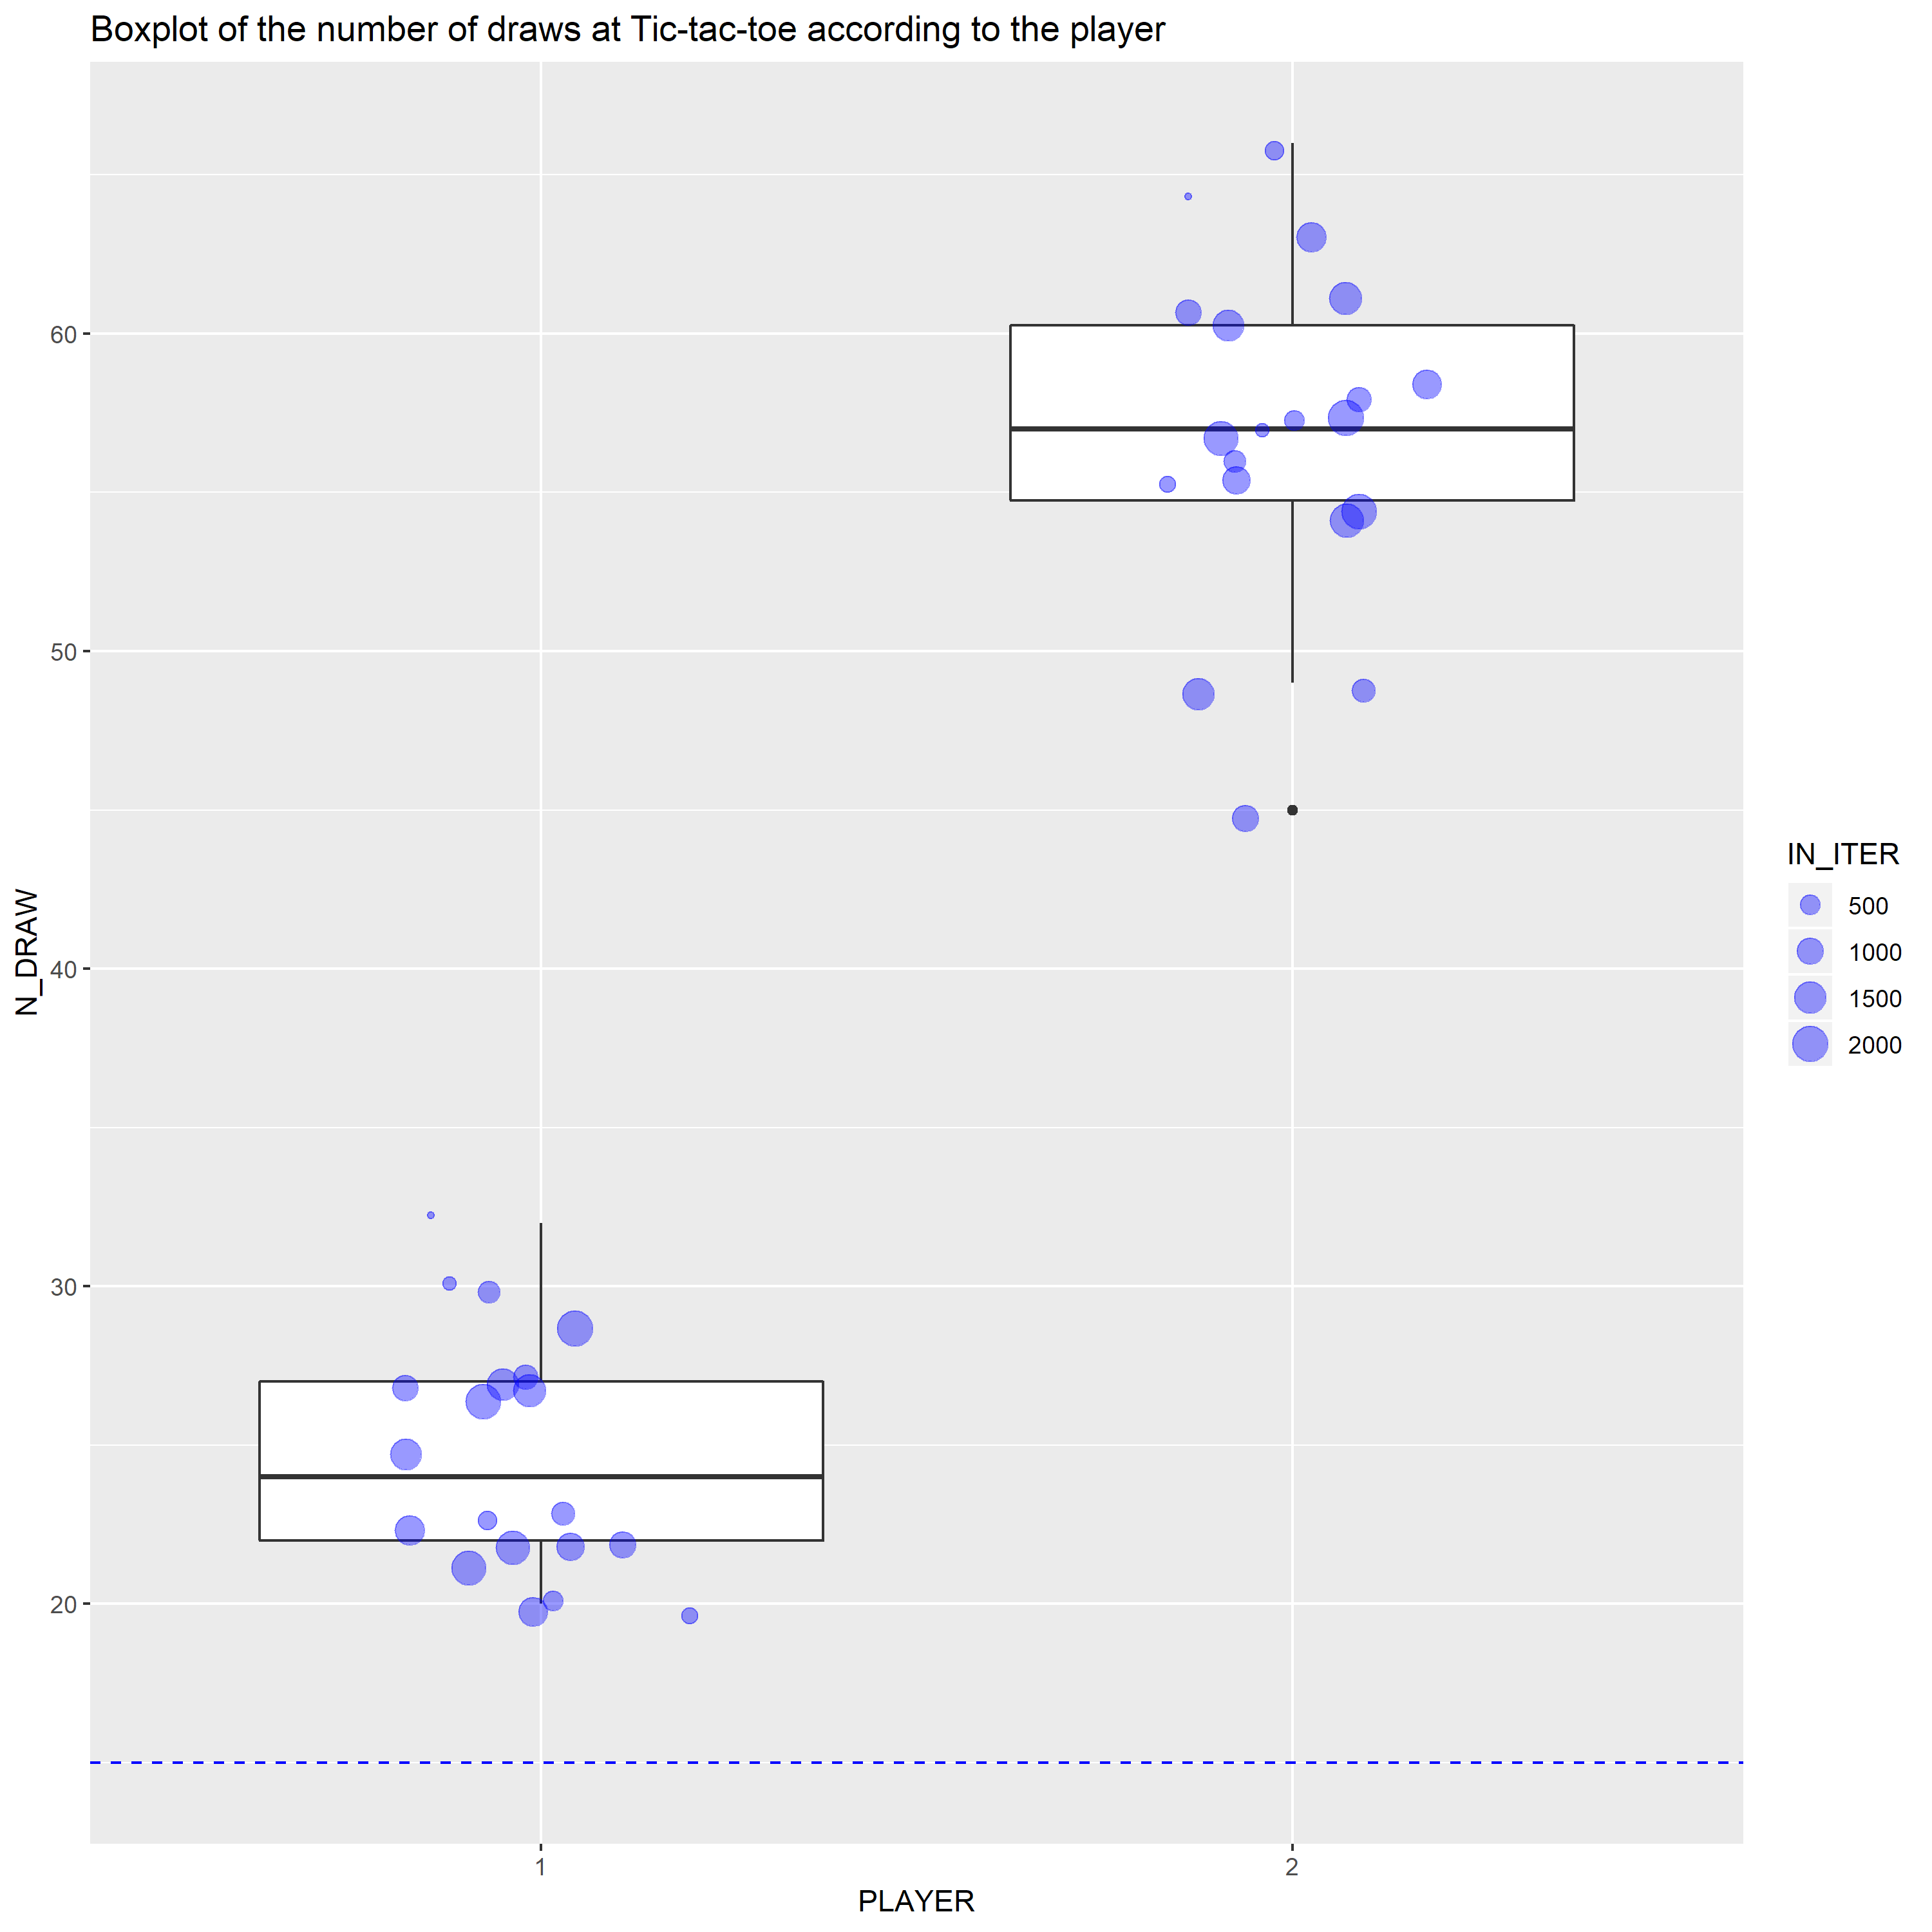 Boxplot of the number of draws at Tic-tac-toe according to the player
N_DRAW
60
50
40
30
20
1
2
PLAYER
IN_ITER
500
1000
1500
2000